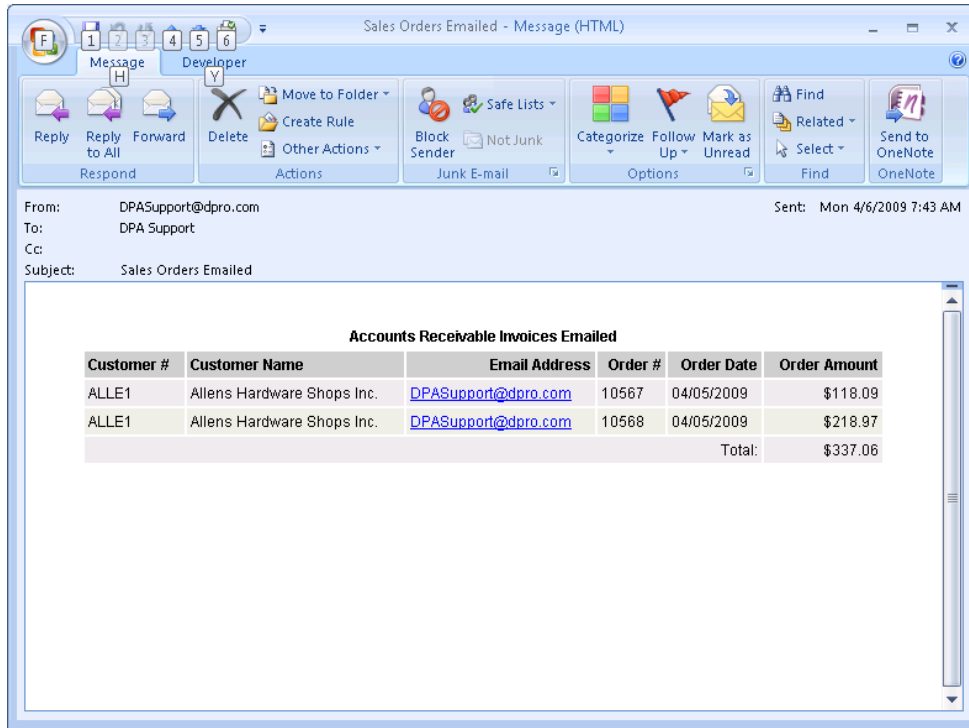 Sales Orders Emailed - Message (HTML)
F
1 2 3 4 5 6
Message Developer
H Y
Reply Reply to All Forward
Respond
Delete
Move to Folder
Create Rule
Other Actions
Actions
Block Sender
Safe Lists
Not Junk
Junk E-mail
Categorize Follow Up Mark as Unread
Options
Find
Related
Select
Find
Send to OneNote
OneNote
From: DPASupport@dpro.com Sent: Mon 4/6/2009 7:43 AM
To: DPA Support
Cc:
Subject: Sales Orders Emailed
Accounts Receivable Invoices Emailed
Customer # Customer Name Email Address Order # Order Date Order Amount
ALLE1 Allens Hardware Shops Inc. DPASupport@dpro.com 10567 04/05/2009 $118.09
ALLE1 Allens Hardware Shops Inc. DPASupport@dpro.com 10568 04/05/2009 $218.97
Total: $337.06